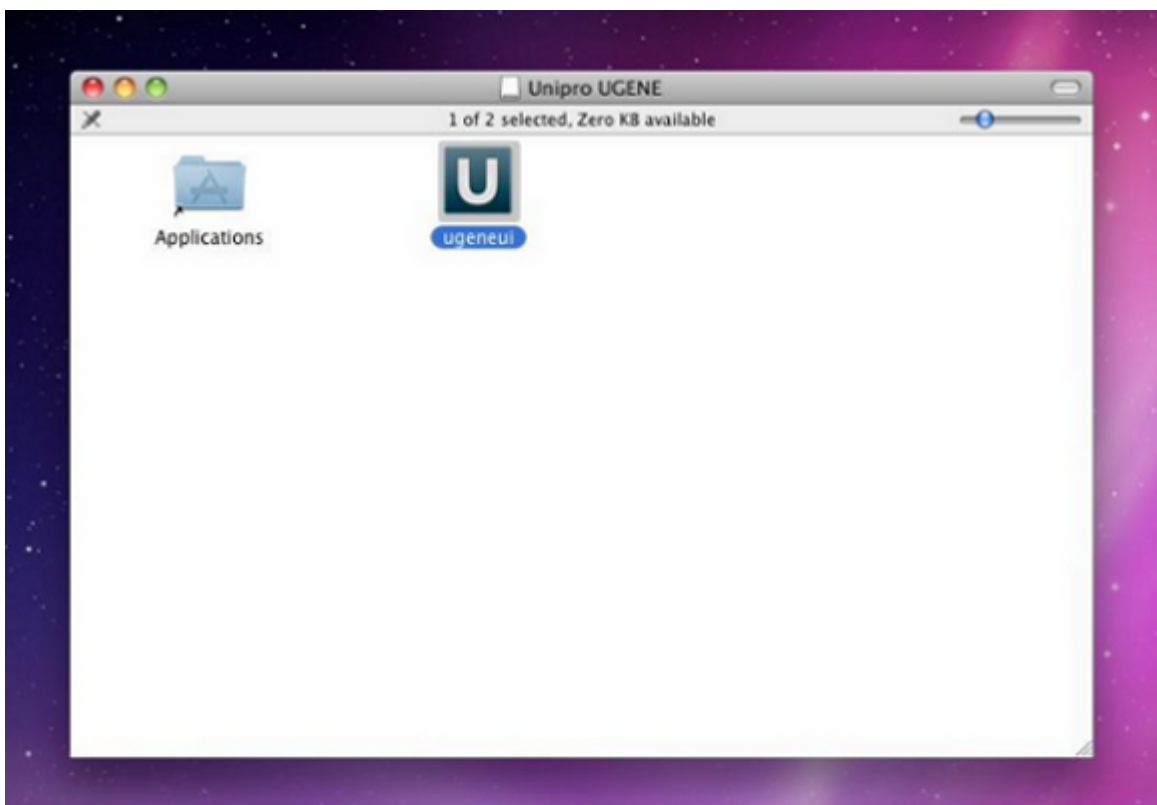 Unipro UGENE
1 of 2 selected, Zero KB available
U
Applications
ugeneui